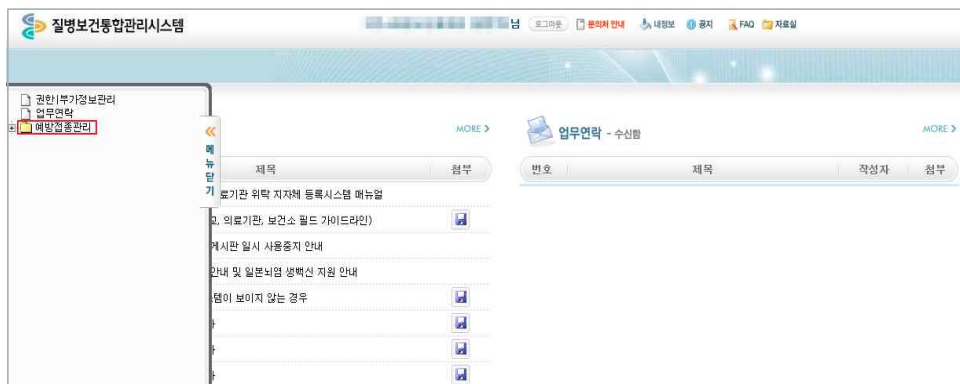 질병보건통합관리시스템
님 로그아웃 문의처 안내 내정보 공지 FAQ 자료실
권한|부가정보관리
업무연락
예방접종관리
메뉴닫기
MORE
제목 첨부
료기관 위탁 지자체 등록시스템 매뉴얼
교, 의료기관, 보건소 필드 가이드라인)
게시판 일시 사용중지 안내
안내 및 일본뇌염 생백신 지원 안내
템이 보이지 않는 경우
업무연락 - 수신함
MORE
번호 제목 작성자 첨부